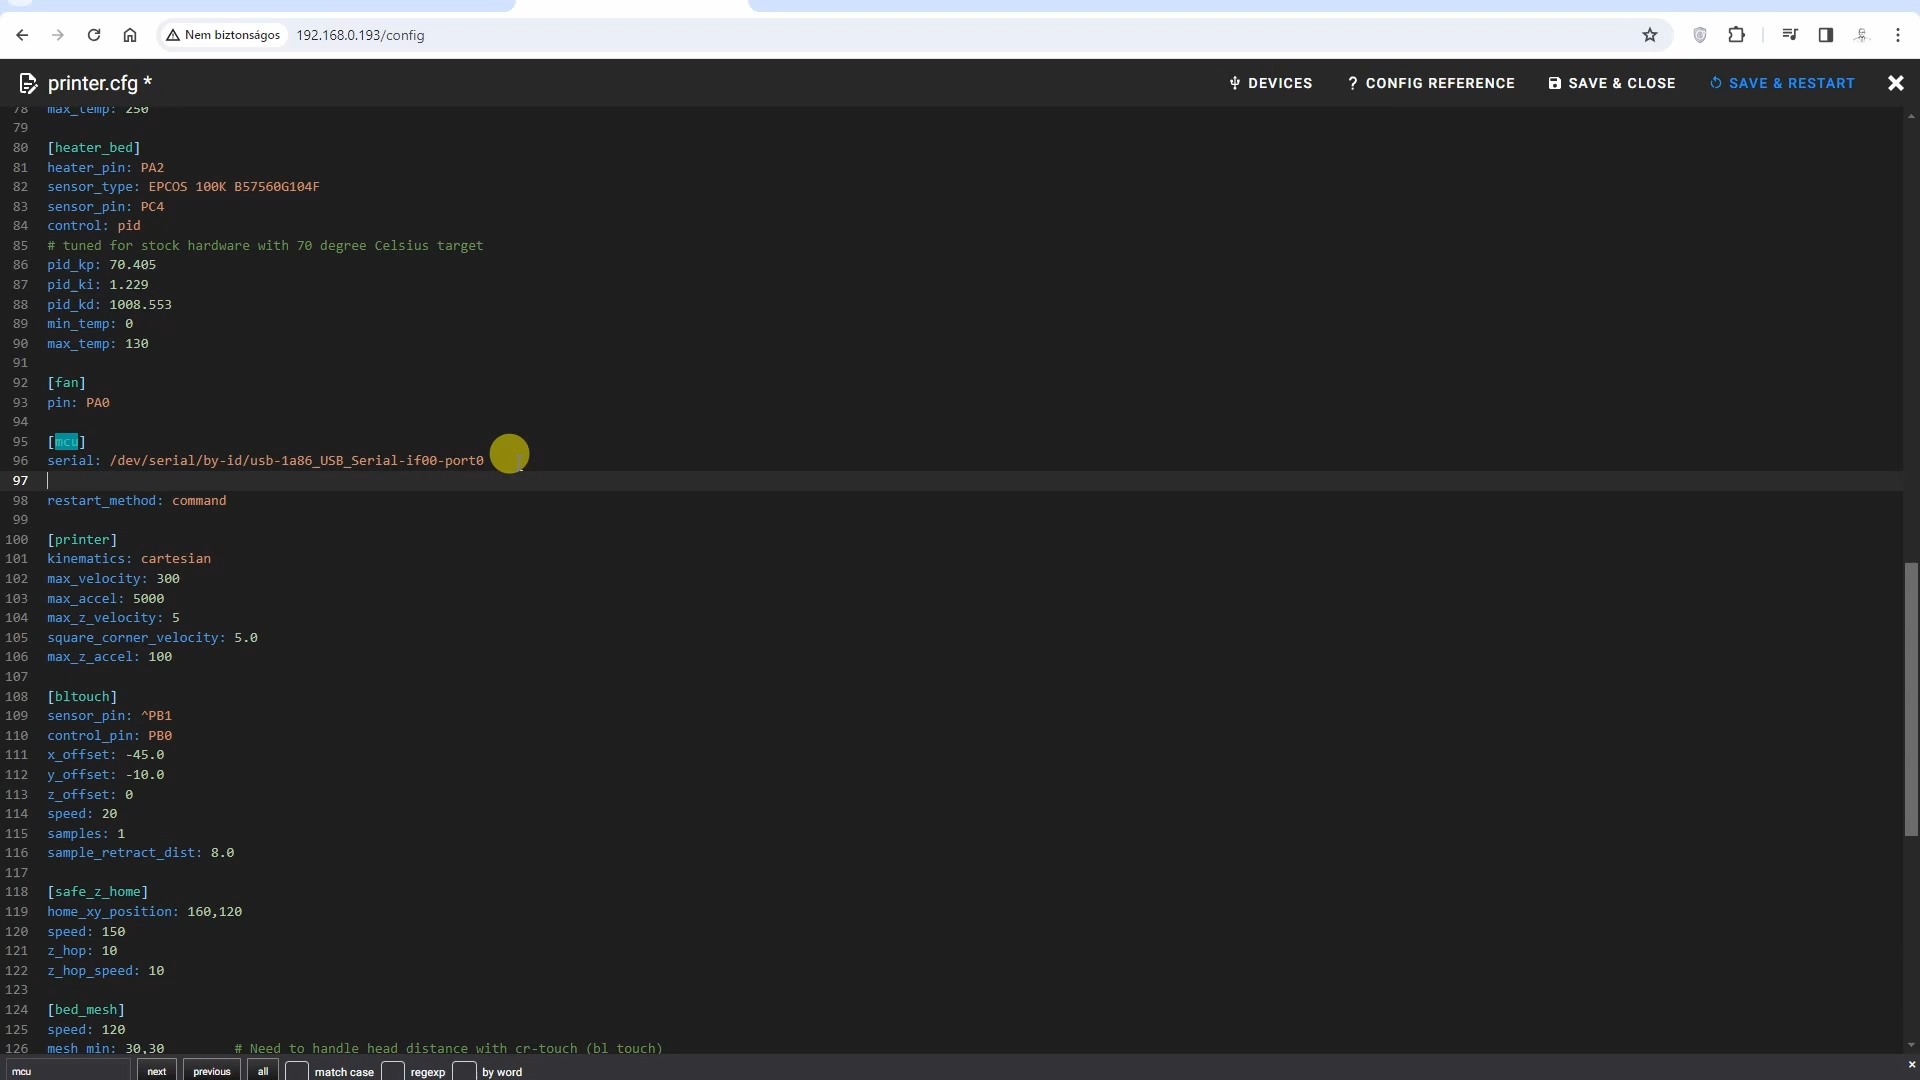 Nem biztonságos 192.168.0.193/config
printer.cfg * DEVICES ? CONFIG REFERENCE SAVE & CLOSE SAVE & RESTART
78 max_temp: 250
79
80 [heater_bed]
81 heater_pin: PA2
82 sensor_type: EPCOS 100K B57560G104F
83 sensor_pin: PC4
84 control: pid
85 # tuned for stock hardware with 70 degree Celsius target
86 pid_kp: 70.405
87 pid_ki: 1.229
88 pid_kd: 1008.553
89 min_temp: 0
90 max_temp: 130
91
92 [fan]
93 pin: PA0
94
95 [mcu]
96 serial: /dev/serial/by-id/usb-1a86_USB_Serial-if00-port0
97
98 restart_method: command
99
100 [printer]
101 kinematics: cartesian
102 max_velocity: 300
103 max_accel: 5000
104 max_z_velocity: 5
105 square_corner_velocity: 5.0
106 max_z_accel: 100
107
108 [bltouch]
109 sensor_pin: ^PB1
110 control_pin: PB0
111 x_offset: -45.0
112 y_offset: -10.0
113 z_offset: 0
114 speed: 20
115 samples: 1
116 sample_retract_dist: 8.0
117
118 [safe_z_home]
119 home_xy_position: 160,120
120 speed: 150
121 z_hop: 10
122 z_hop_speed: 10
123
124 [bed_mesh]
125 speed: 120
126 mesh_min: 30,30 # Need to handle head distance with cr-touch (bl_touch)
mcu next previous all match case regexp by word